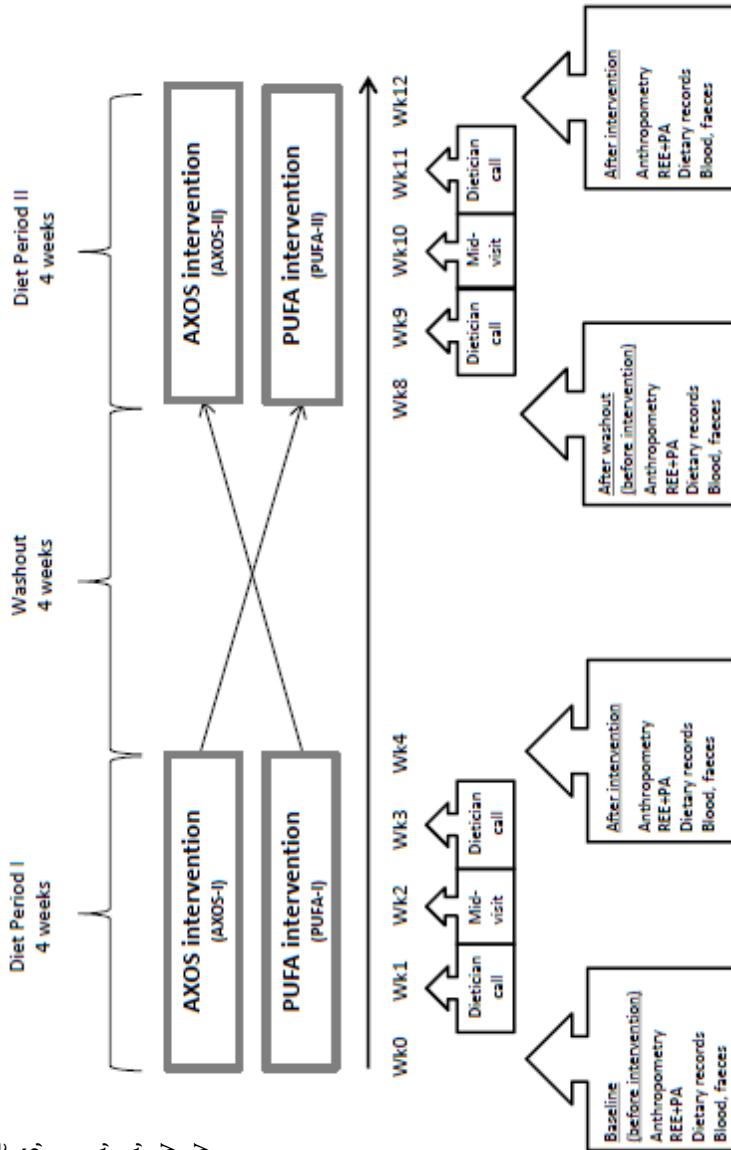 Diet Period I
4 weeks
Washout
4 weeks
Diet Period II
4 weeks
AXOS intervention
(AXOS-I)
PUFA intervention
(PUFA-I)
AXOS intervention
(AXOS-II)
PUFA intervention
(PUFA-II)
Wk0 Wk1 Wk2 Wk3 Wk4 Wk8 Wk9 Wk10 Wk11 Wk12
Dietician
call
Mid-
visit
Dietician
call
Dietician
call
Mid-
visit
Dietician
call
Baseline
(before intervention)
Anthropometry
REE+PA
Dietary records
Blood, faeces
After intervention
Anthropometry
REE+PA
Dietary records
Blood, faeces
After washout
(before intervention)
Anthropometry
REE+PA
Dietary records
Blood, faeces
After intervention
Anthropometry
REE+PA
Dietary records
Blood, faeces